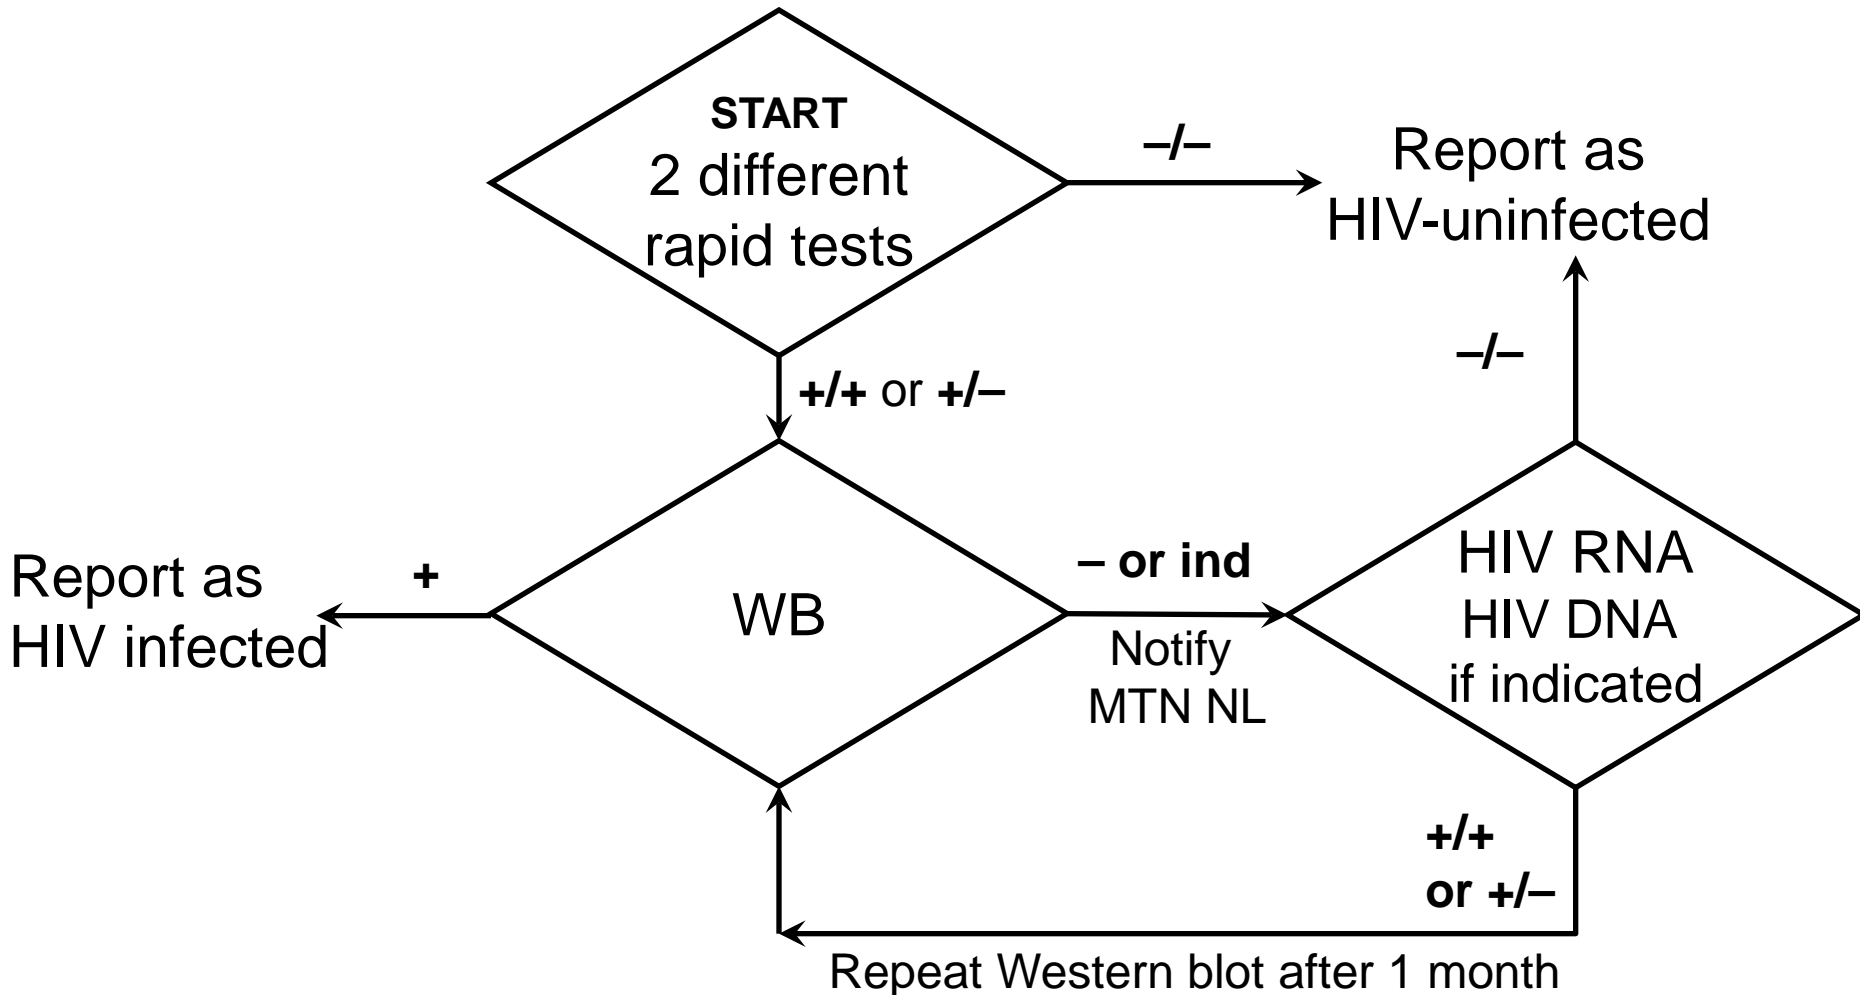 START
2 different
rapid tests
–/–
Report as
HIV-uninfected
+/+ or +/–
–/–
Report as
HIV infected
+
WB
– or ind
Notify
MTN NL
HIV RNA
HIV DNA
if indicated
+/+
or +/–
Repeat Western blot after 1 month